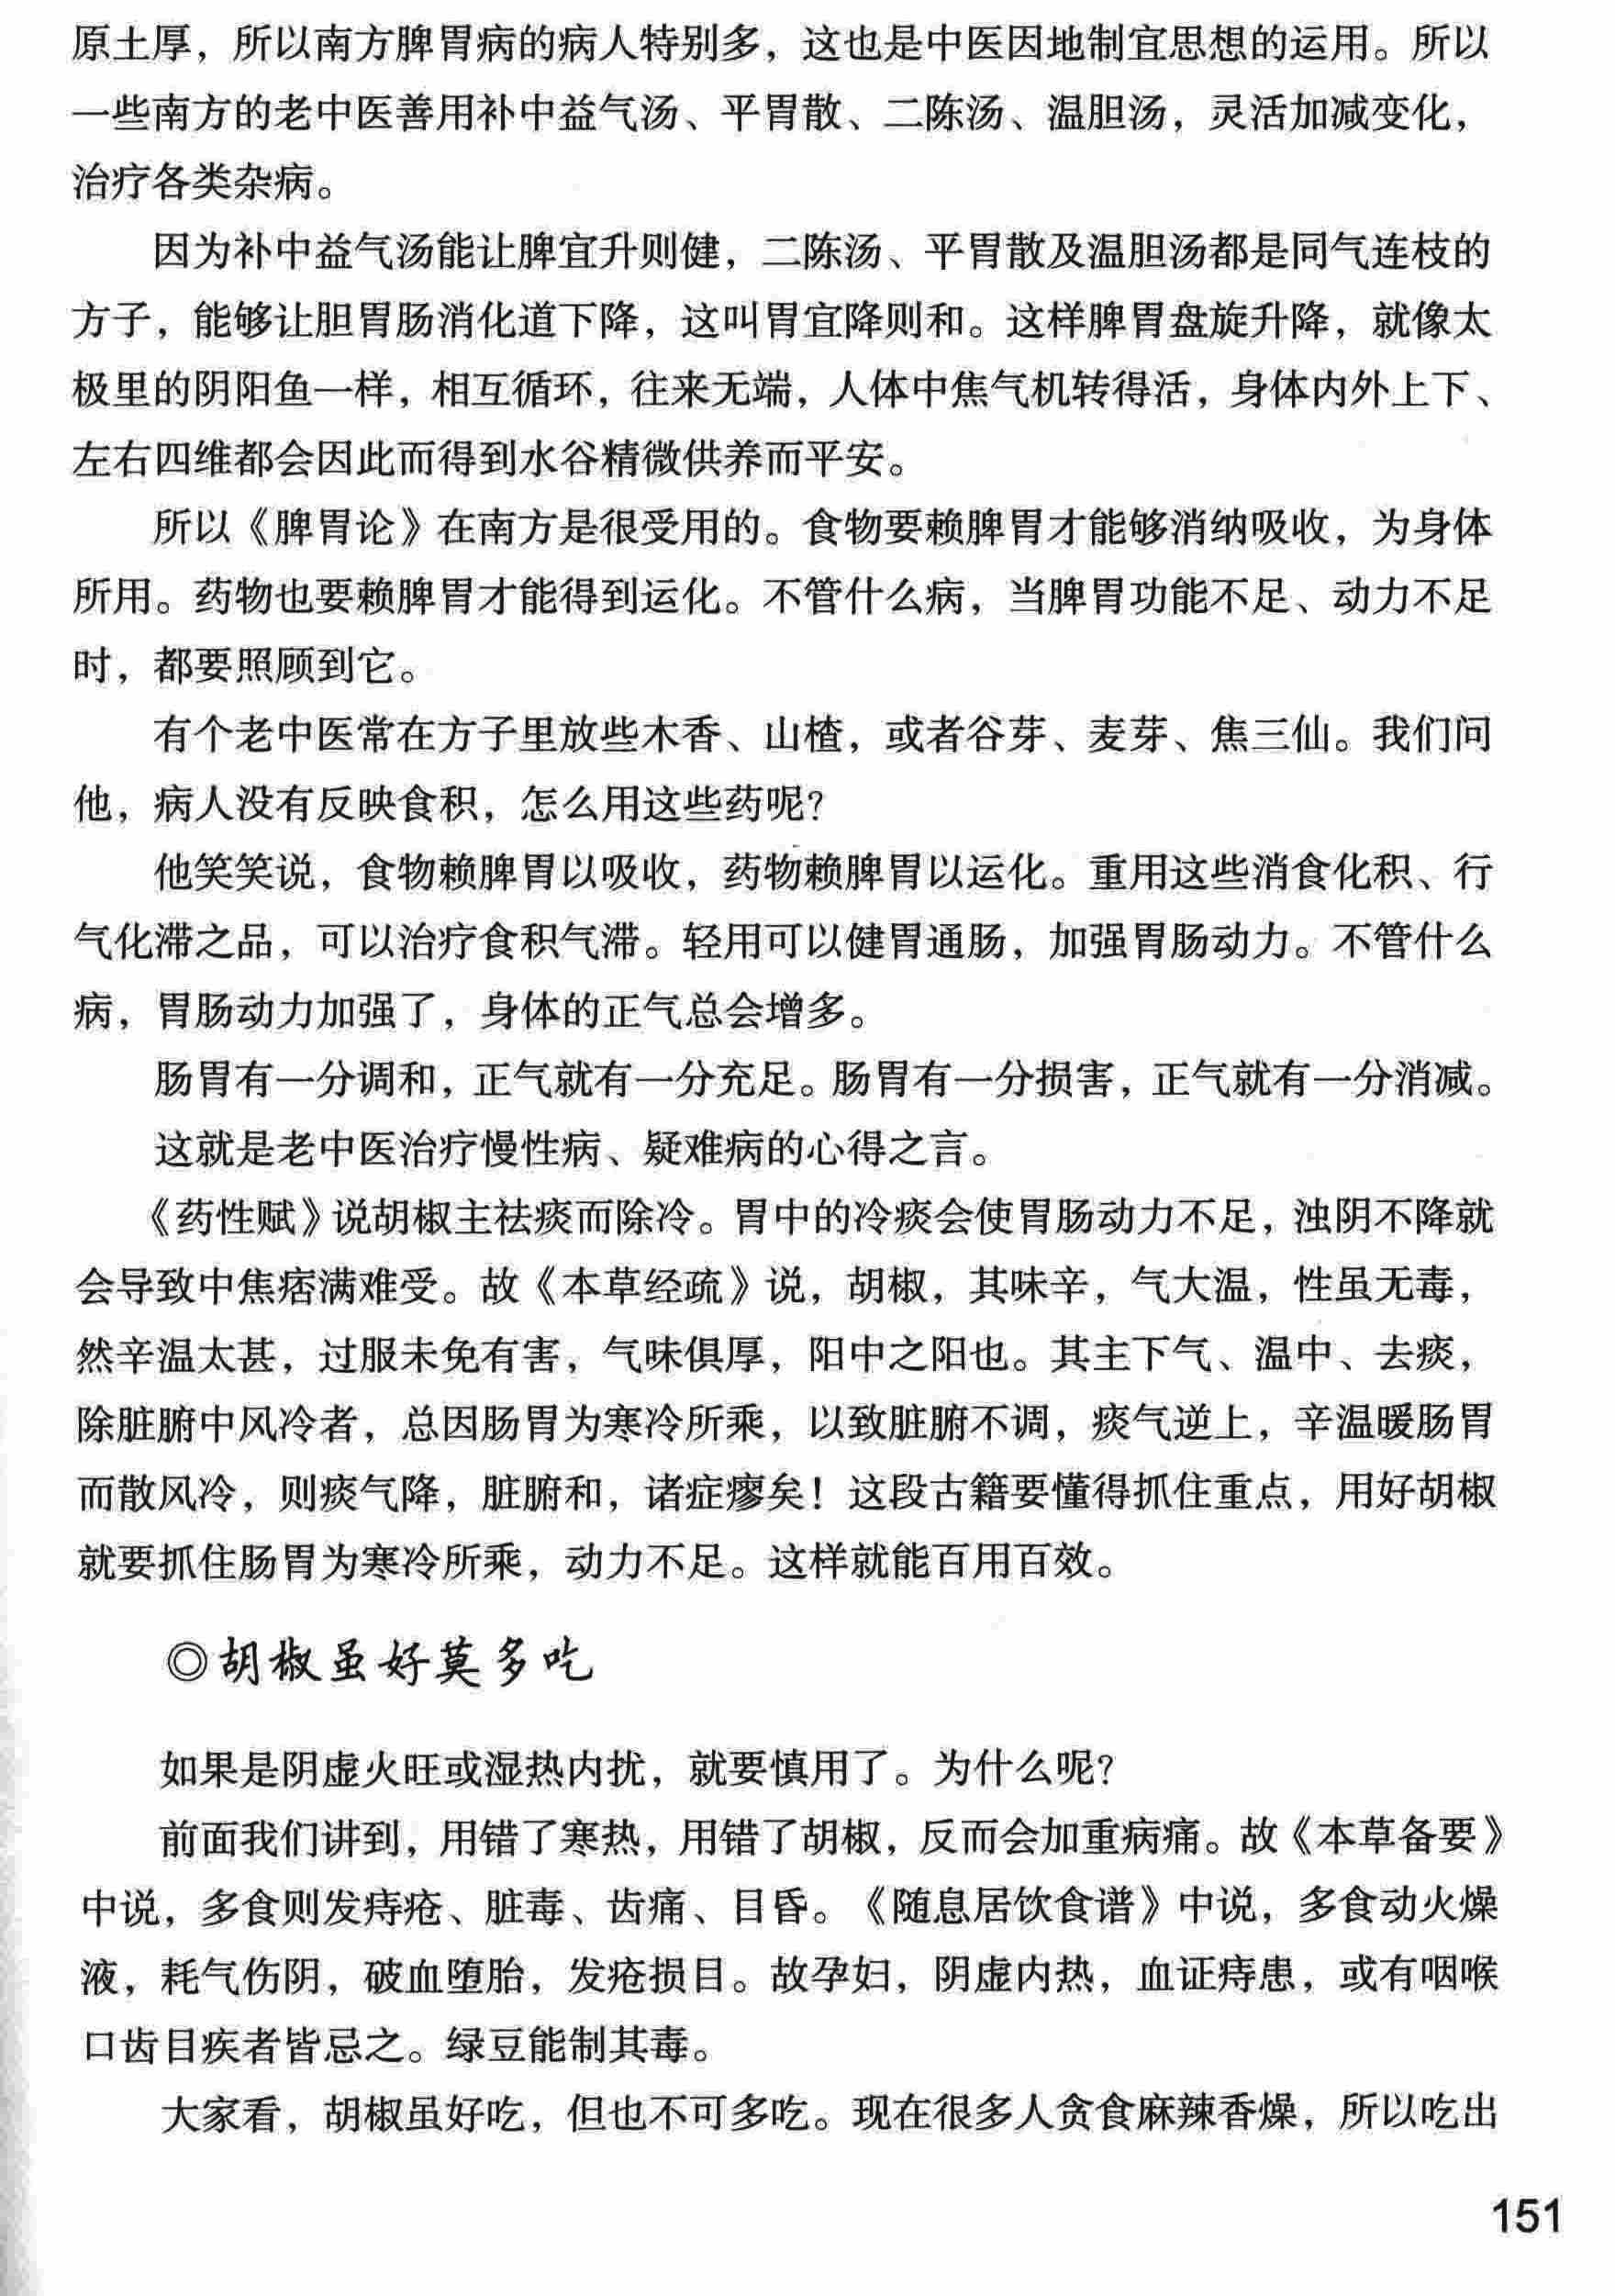 原土厚，所以南方脾胃病的病人特别多，这也是中医因地制宜思想的运用。所以
一些南方的老中医善用补中益气汤、平胃散、二陈汤、温胆汤，灵活加减变化，
治疗各类杂病。
因为补中益气汤能让脾宜升则健，二陈汤、平胃散及温胆汤都是同气连枝的
方子，能够让胆胃肠消化道下降，这叫胃宜降则和。这样脾胃盘旋升降，就像太
极里的阴阳鱼一样，相互循环，往来无端，人体中焦气机转得活，身体内外上下、
左右四维都会因此而得到水谷精微供养而平安。
所以《脾胃论》在南方是很受用的。食物要赖脾胃才能够消纳吸收，为身体
所用。药物也要赖脾胃才能得到运化。不管什么病，当脾胃功能不足、动力不足
时，都要照顾到它。
有个老中医常在方子里放些木香、山楂，或者谷芽、麦芽、焦三仙。我们问
他，病人没有反映食积，怎么用这些药呢？
他笑笑说，食物赖脾胃以吸收，药物赖脾胃以运化。重用这些消食化积、行
气化滞之品，可以治疗食积气滞。轻用可以健胃通肠，加强胃肠动力。不管什么
病，胃肠动力加强了，身体的正气总会增多。
肠胃有一分调和，正气就有一分充足。肠胃有一分损害，正气就有一分消减。
这就是老中医治疗慢性病、疑难病的心得之言。
《药性赋》说胡椒主祛痰而除冷。胃中的冷痰会使胃肠动力不足，浊阴不降就
会导致中焦痞满难受。故《本草经疏》说，胡椒，其味辛，气大温，性虽无毒，
然辛温太甚，过服未免有害，气味俱厚，阳中之阳也。其主下气、温中、去痰，
除脏腑中风冷者，总因肠胃为寒冷所乘，以致脏腑不调，痰气逆上，辛温暖肠胃
而散风冷，则痰气降，脏腑和，诸症瘳矣！这段古籍要懂得抓住重点，用好胡椒
就要抓住肠胃为寒冷所乘，动力不足。这样就能百用百效。
◎胡椒虽好莫多吃
如果是阴虚火旺或湿热内扰，就要慎用了。为什么呢？
前面我们讲到，用错了寒热，用错了胡椒，反而会加重病痛。故《本草备要》
中说，多食则发痔疮、脏毒、齿痛、目昏。《随息居饮食谱》中说，多食动火燥
液，耗气伤阴，破血堕胎，发疮损目。故孕妇，阴虚内热，血证痔患，或有咽喉
口齿目疾者皆忌之。绿豆能制其毒。
大家看，胡椒虽好吃，但也不可多吃。现在很多人贪食麻辣香燥，所以吃出
151